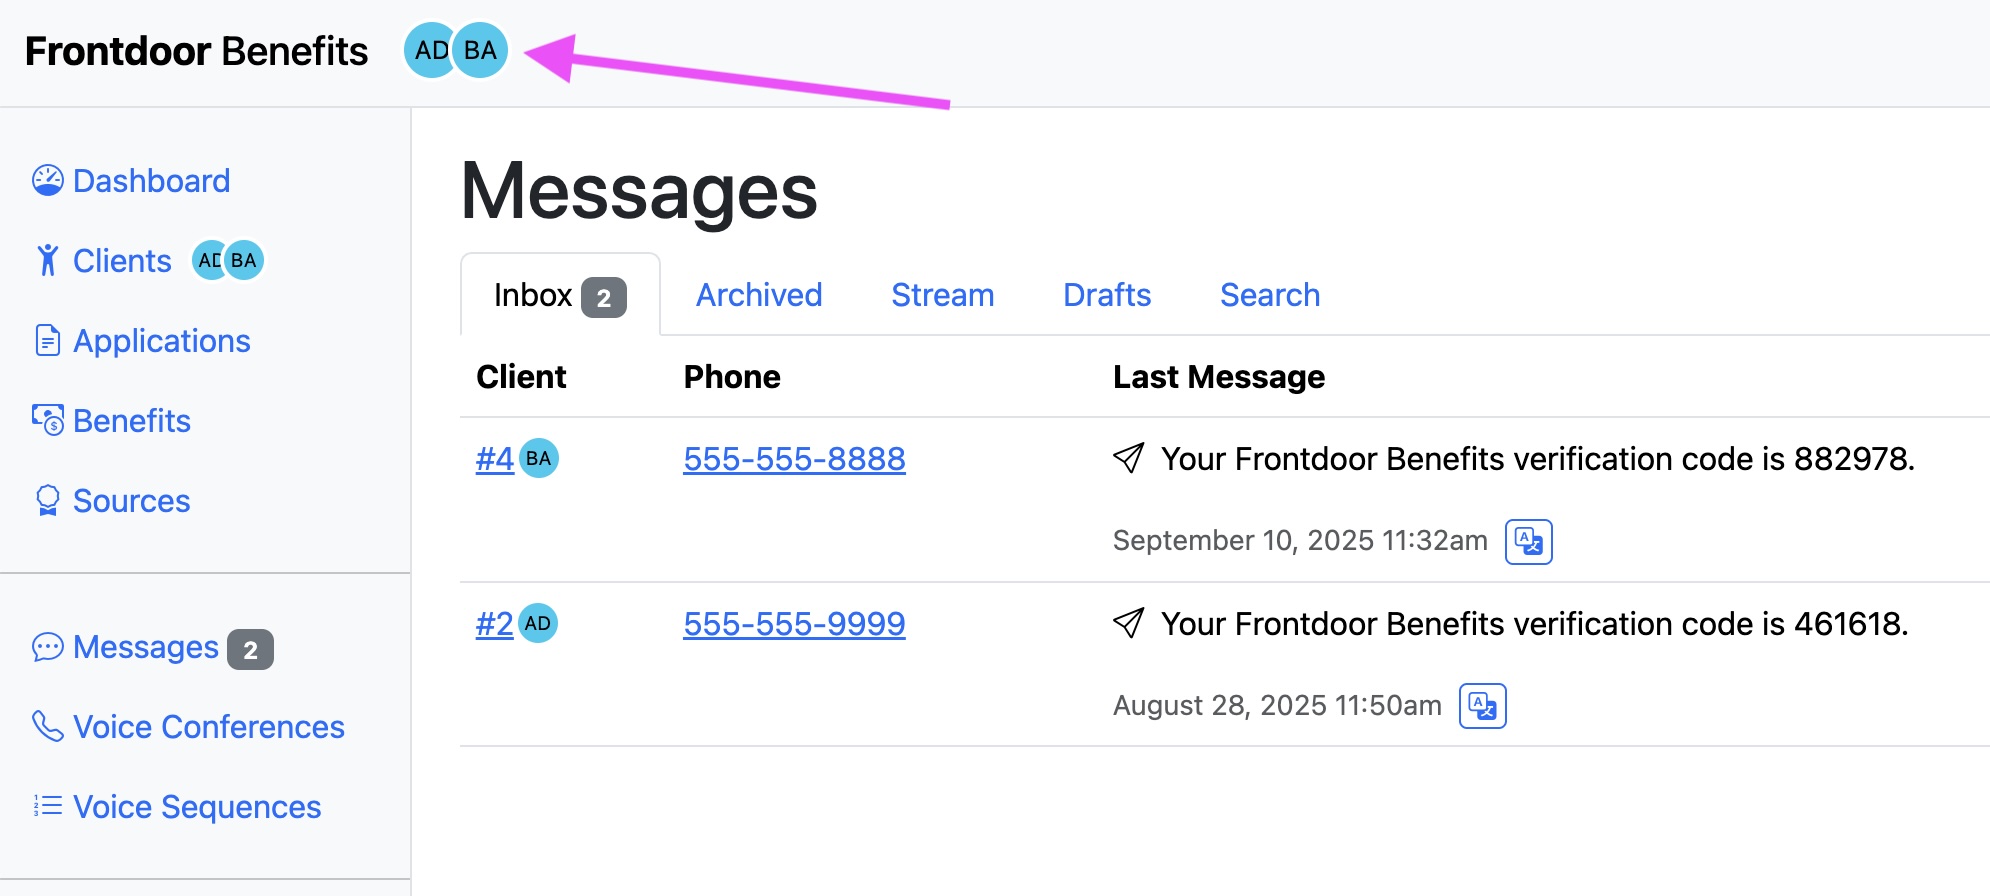 Frontdoor Benefits AD BA
Dashboard
Clients AD BA
Applications
Benefits
Sources
Messages 2
Voice Conferences
Voice Sequences
Messages
Inbox 2 Archived Stream Drafts Search
Client Phone Last Message
#4 BA 555-555-8888 Your Frontdoor Benefits verification code is 882978.
September 10, 2025 11:32am
#2 AD 555-555-9999 Your Frontdoor Benefits verification code is 461618.
August 28, 2025 11:50am